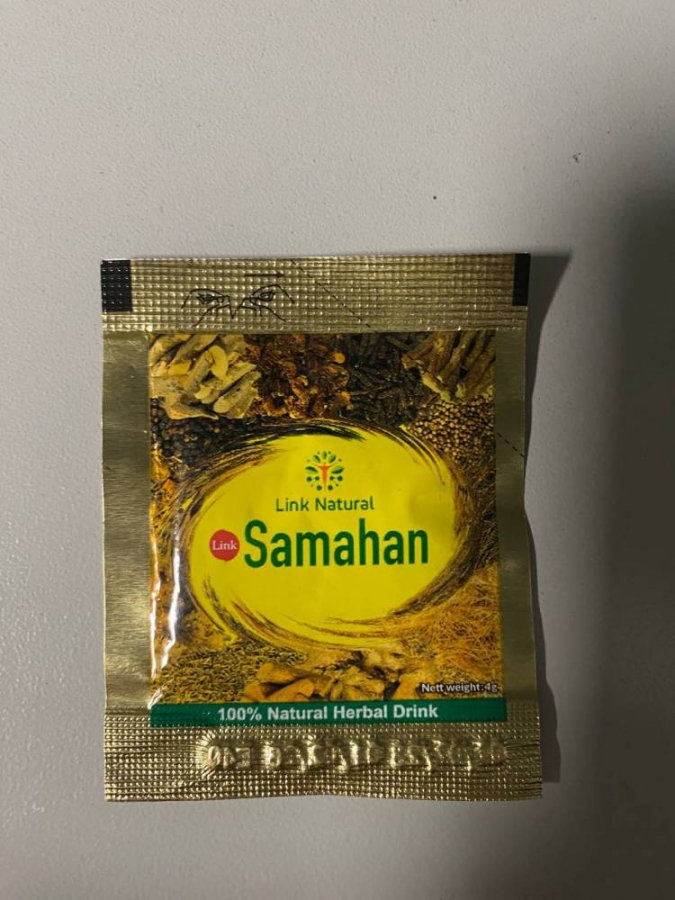 Link Natural
Link Samahan
Nett weight:4g
100% Natural Herbal Drink